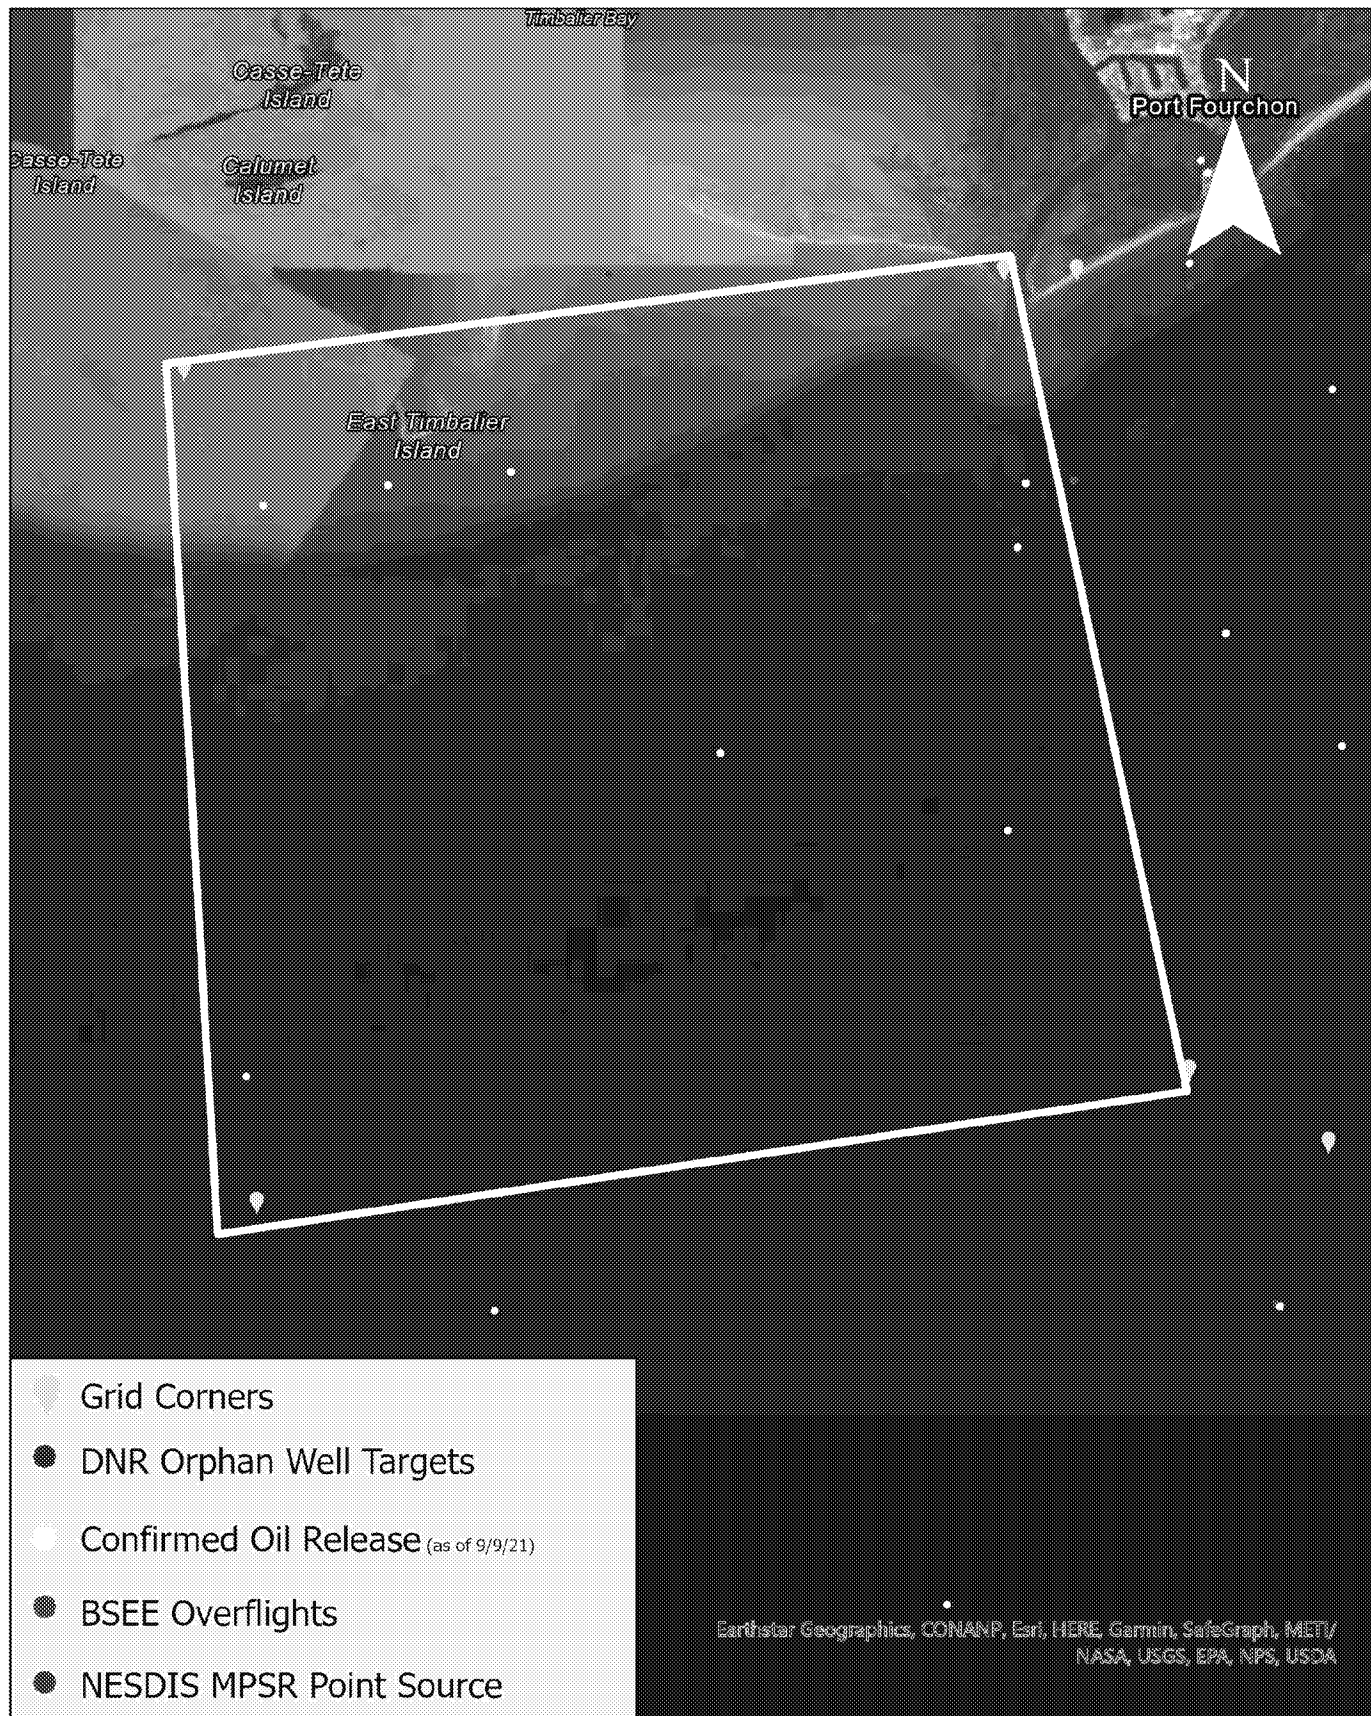 Timbalier Bay
Casse-Tete
Island
N
Port Fourchon
Casse-Tete
Island
Calumet
Island
East Timbalier
Island
Grid Corners
DNR Orphan Well Targets
Confirmed Oil Release (as of 9/9/21)
BSEE Overflights
NESDIS MPSR Point Source
Earthstar Geographics, CONANP, Esri, HERE, Garmin, SafeGraph, METI/
NASA, USGS, EPA, NPS, USDA